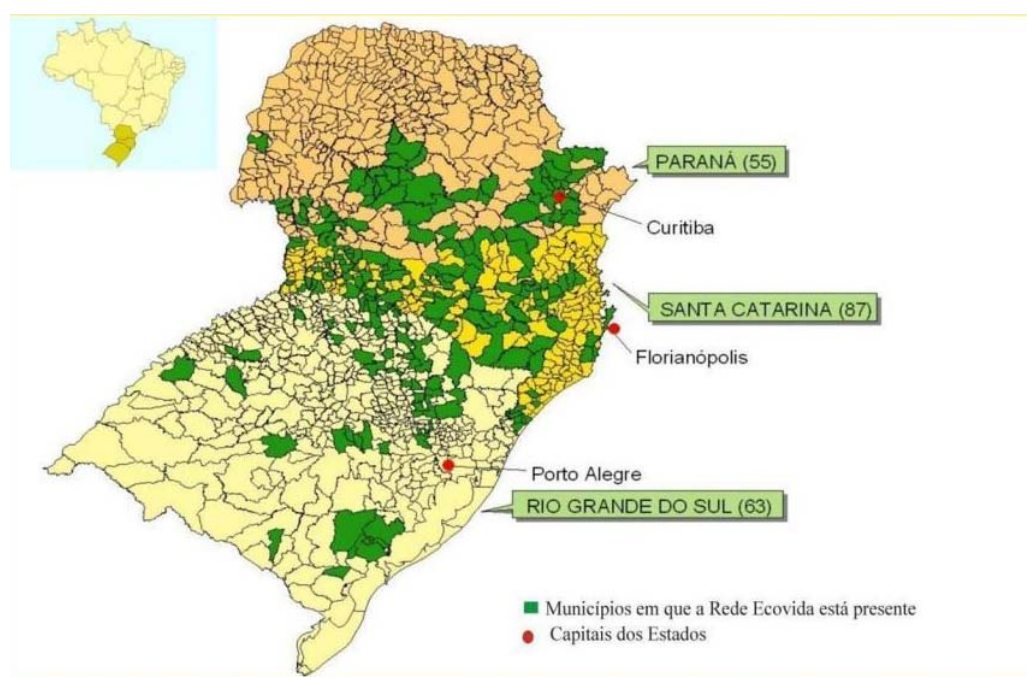 PARANÁ (55)
Curitiba
SANTA CATARINA (87)
Florianópolis
Porto Alegre
RIO GRANDE DO SUL (63)
Municípios em que a Rede Ecovida está presente
Capitais dos Estados